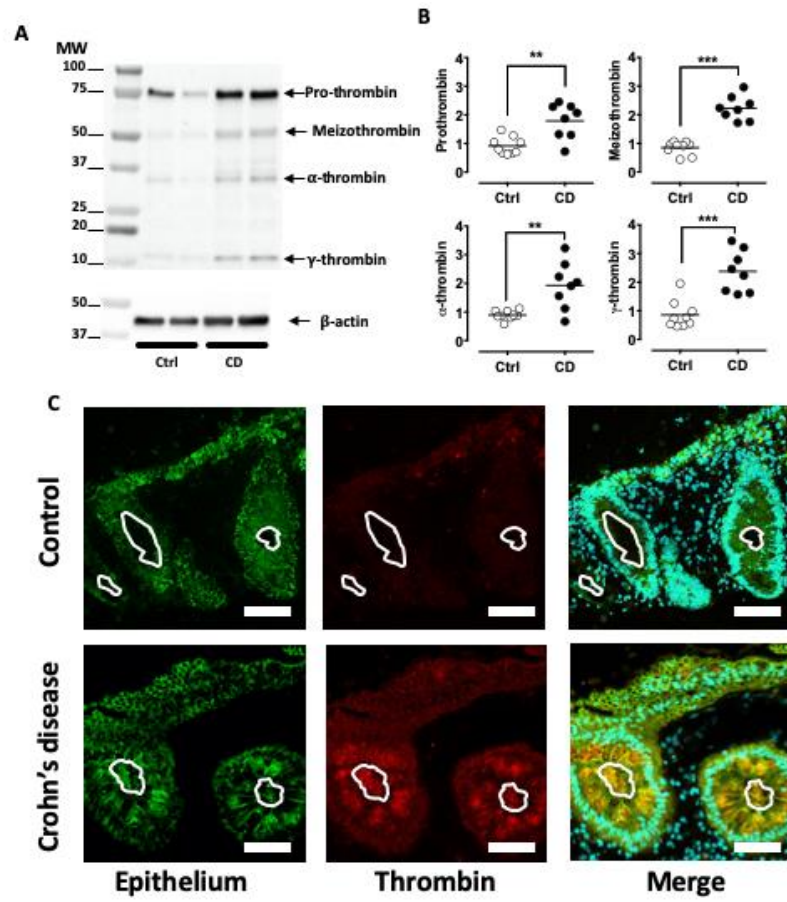 A
MW
100
75
50
37
25
20
10
Pro-thrombin
Meizothrombin
α-thrombin
γ-thrombin
50
37
β-actin
Ctrl CD
B
Prothrombin
4
3
2
1
0
**
Ctrl CD
Meizothrombin
4
3
2
1
0
***
Ctrl CD
α-thrombin
4
3
2
1
0
**
Ctrl CD
γ-thrombin
4
3
2
1
0
***
Ctrl CD
C
Control
Crohn's disease
Epithelium Thrombin Merge